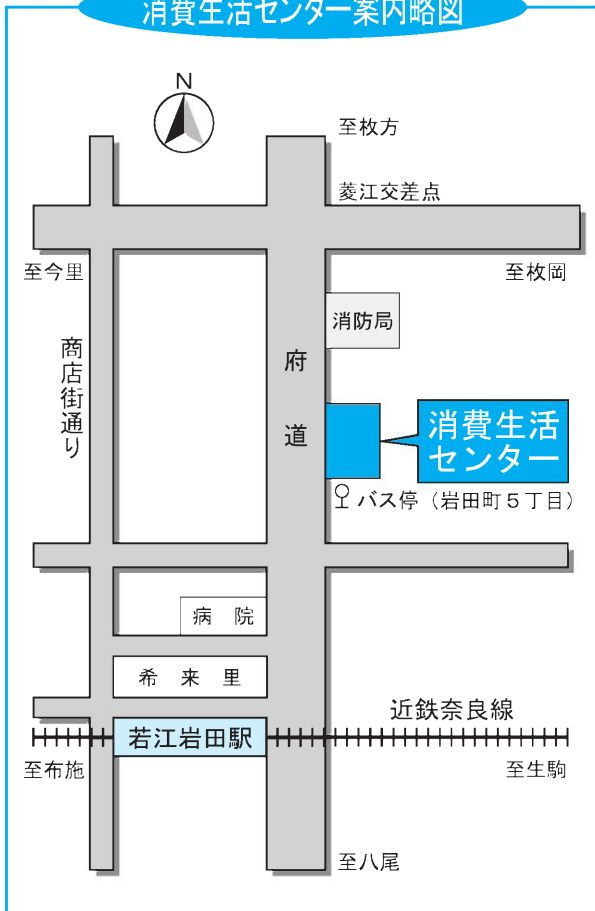 消費生活センター案内略図
N
至枚方
菱江交差点
至今里
至枚岡
消防局
商店街通り
府道
消費生活
センター
バス停（岩田町５丁目）
病院
希来里
近鉄奈良線
若江岩田駅
至布施
至生駒
至八尾